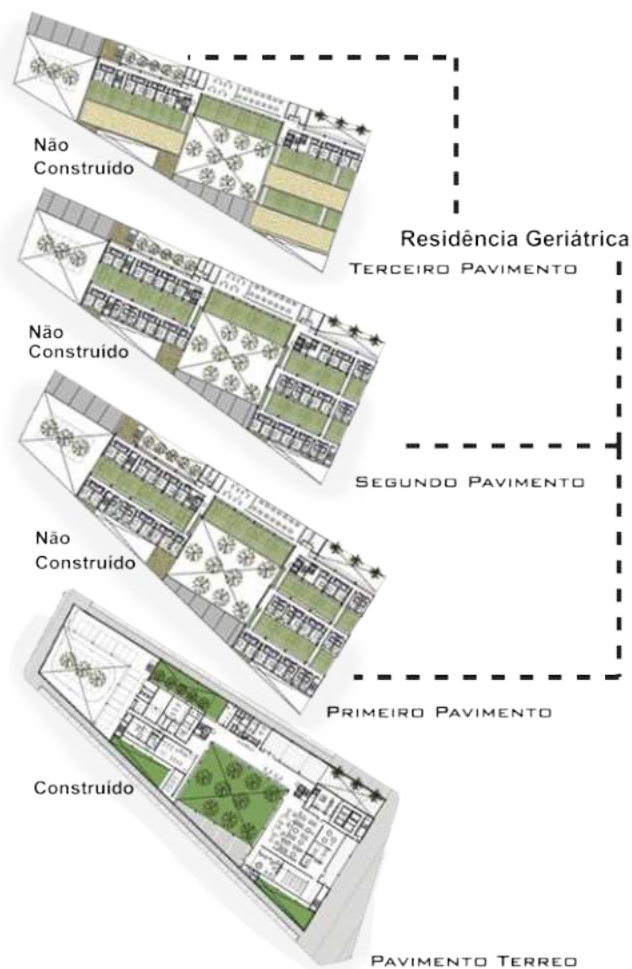 Não
Construído
Residência Geriátrica
TERCEIRO PAVIMENTO
Não
Construído
SEGUNDO PAVIMENTO
Não
Construído
PRIMEIRO PAVIMENTO
Construído
PAVIMENTO TERREO